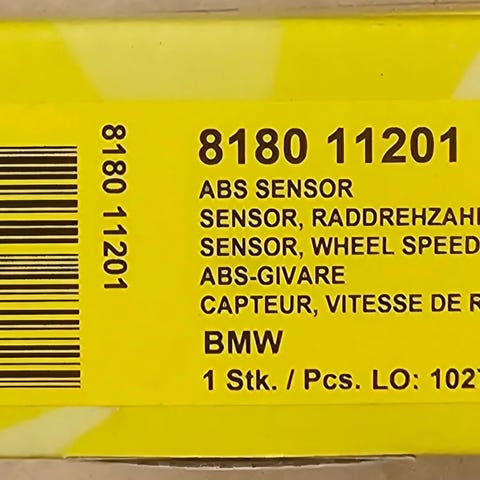 8180 11201
8180 11201
ABS SENSOR
SENSOR, RADDREHZAHL
SENSOR, WHEEL SPEED
ABS-GIVARE
CAPTEUR, VITESSE DE
BMW
1 Stk. / Pcs. LO: 102